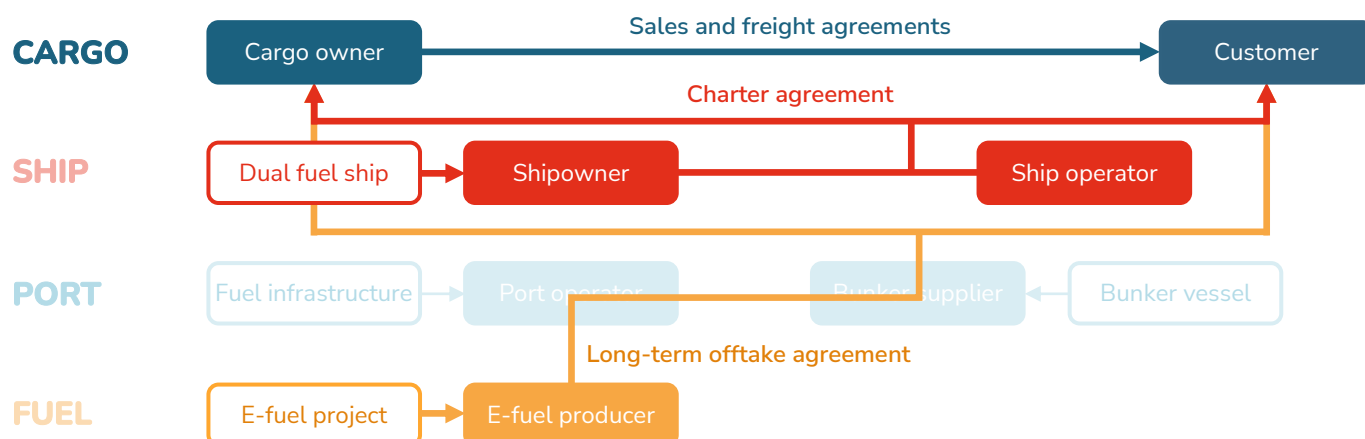 Sales and freight agreements
CARGO
Cargo owner
Customer
Charter agreement
SHIP
Dual fuel ship
Shipowner
Ship operator
PORT
Fuel infrastructure
Port operator
Bunker supplier
Bunker vessel
Long-term offtake agreement
FUEL
E-fuel project
E-fuel producer